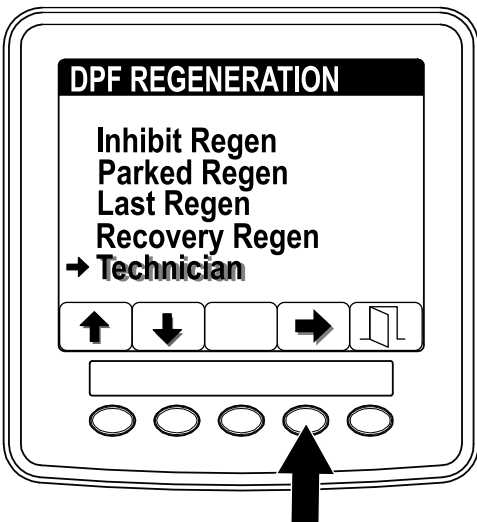 DPF REGENERATION
Inhibit Regen
Parked Regen
Last Regen
Recovery Regen
Technician